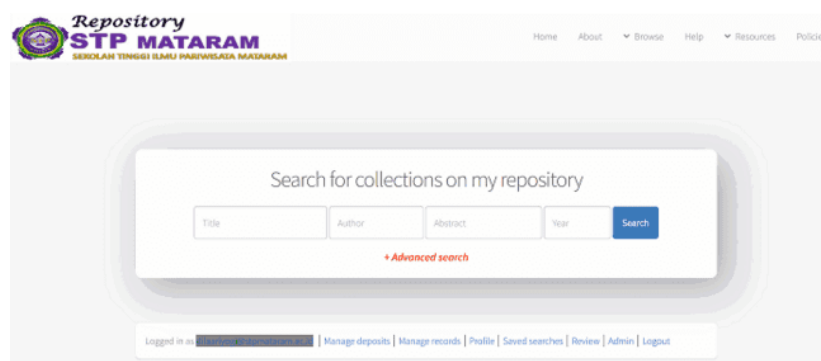 Repository
STP MATARAM
SEKOLAH TINGGI ILMU PARIWISATA MATARAM
Home About Browse Help Resources Policie
Search for collections on my repository
Title Author Abstract Year Search
+ Advanced search
Logged in as | Manage deposits | Manage records | Profile | Saved searches | Review | Admin | Logout